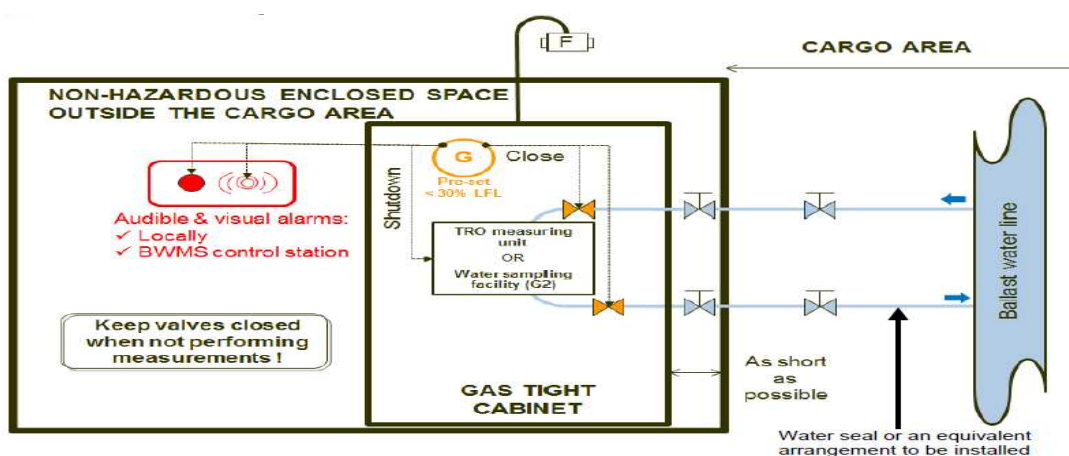 F
CARGO AREA
NON-HAZARDOUS ENCLOSED SPACE
OUTSIDE THE CARGO AREA
G
Close
Pre-set
< 30% LFL
Shutdown
Audible & visual alarms:
✓ Locally
✓ BWMS control station
TRO measuring
unit
OR
Water sampling
facility (G2)
Ballast water line
Keep valves closed
when not performing
measurements !
GAS TIGHT
CABINET
As short
as
possible
Water seal or an equivalent
arrangement to be installed